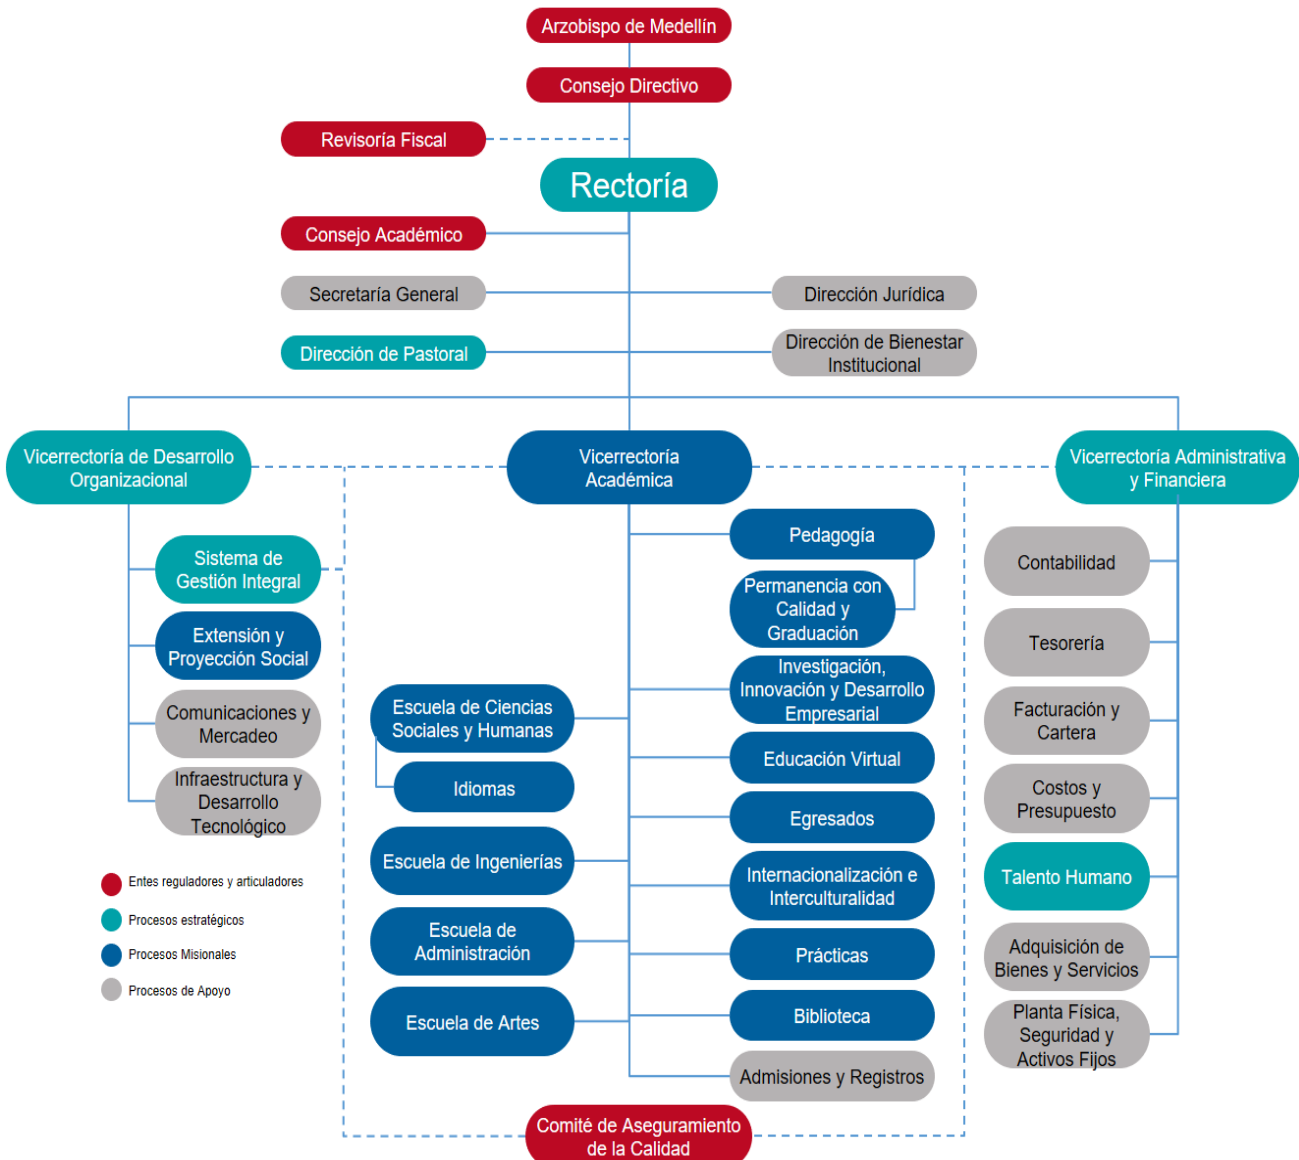 Arzobispo de Medellín
Consejo Directivo
Revisoría Fiscal
Rectoría
Consejo Académico
Secretaría General
Dirección Jurídica
Dirección de Pastoral
Dirección de Bienestar
Institucional
Vicerrectoría de Desarrollo
Organizacional
Vicerrectoría
Académica
Vicerrectoría Administrativa
y Financiera
Sistema de
Gestión Integral
Extensión y
Proyección Social
Comunicaciones y
Mercadeo
Infraestructura y
Desarrollo
Tecnológico
Escuela de Ciencias
Sociales y Humanas
Idiomas
Escuela de Ingenierías
Escuela de
Administración
Escuela de Artes
Pedagogía
Permanencia con
Calidad y
Graduación
Investigación,
Innovación y Desarrollo
Empresarial
Educación Virtual
Egresados
Internacionalización e
Interculturalidad
Prácticas
Biblioteca
Admisiones y Registros
Contabilidad
Tesorería
Facturación y
Cartera
Costos y
Presupuesto
Talento Humano
Adquisición de
Bienes y Servicios
Planta Física,
Seguridad y
Activos Fijos
Entes reguladores y articuladores
Procesos estratégicos
Procesos Misionales
Procesos de Apoyo
Comité de Aseguramiento
de la Calidad